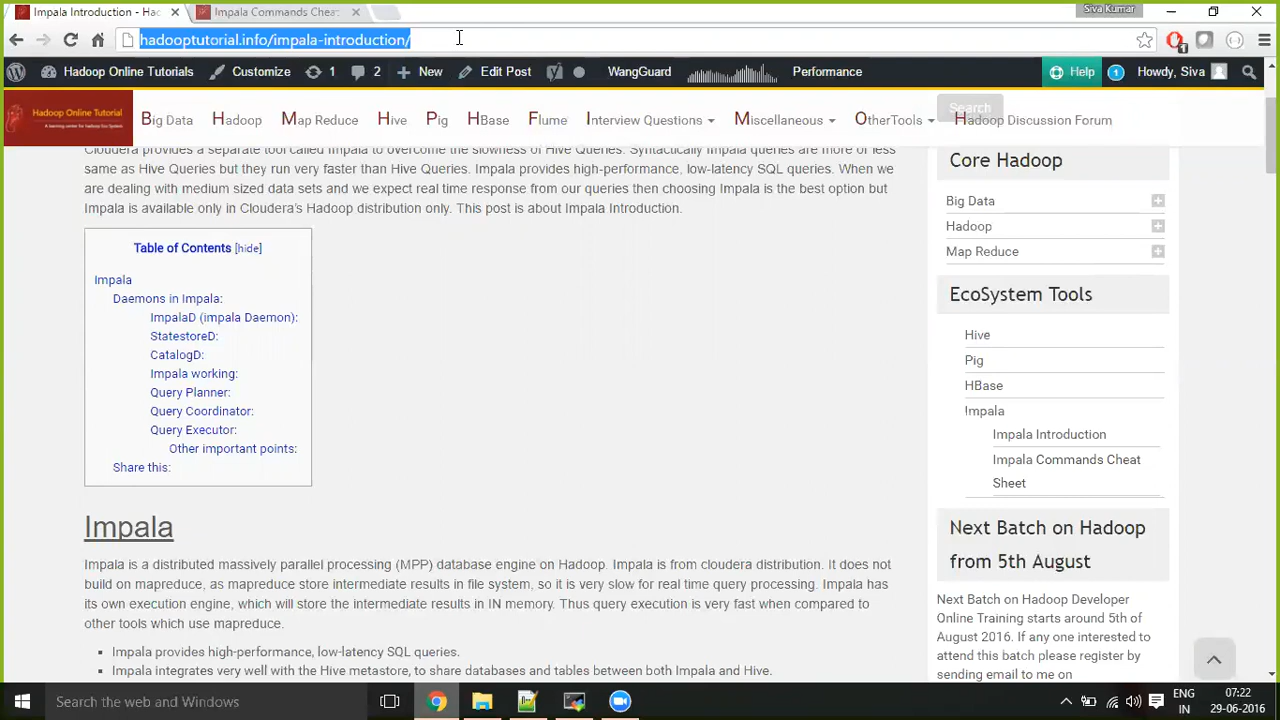 Impala Introduction - Ha
Impala Commands Cheat
Siva Kumar
hadooptutorial.info/impala-introduction/
1
Hadoop Online Tutorials
Customize
1
2
New
Edit Post
WangGuard
Performance
Help
1
Howdy, Siva
Hadoop Online Tutorial
Big Data
Hadoop
Map Reduce
Hive
Pig
HBase
Flume
Interview Questions
Miscellaneous
OtherTools
Hadoop Discussion Forum
Search
Cloudera provides a separate tool called Impala to overcome the slowness of Hive Queries. Syntactically Impala queries are more or less
same as Hive Queries but they run very faster than Hive Queries. Impala provides high-performance, low-latency SQL queries. When we
are dealing with medium sized data sets and we expect real time response from our queries then choosing Impala is the best option but
Impala is available only in Cloudera's Hadoop distribution only. This post is about Impala Introduction.
Table of Contents [hide]
Impala
Daemons in Impala:
ImpalaD (impala Daemon):
StatestoreD:
CatalogD:
Impala working:
Query Planner:
Query Coordinator:
Query Executor:
Other important points:
Share this:
Impala
Impala is a distributed massively parallel processing (MPP) database engine on Hadoop. Impala is from cloudera distribution. It does not
build on mapreduce, as mapreduce store intermediate results in file system, so it is very slow for real time query processing. Impala has
its own execution engine, which will store the intermediate results in IN memory. Thus query execution is very fast when compared to
other tools which use mapreduce.
Impala provides high-performance, low-latency SQL queries.
Impala integrates very well with the Hive metastore, to share databases and tables between both Impala and Hive.
Core Hadoop
Big Data
Hadoop
Map Reduce
EcoSystem Tools
Hive
Pig
HBase
Impala
Impala Introduction
Impala Commands Cheat
Sheet
Next Batch on Hadoop
from 5th August
Next Batch on Hadoop Developer
Online Training starts around 5th of
August 2016. If any one interested to
attend this batch please register by
sending email to me on
Search the web and Windows
ENG
IN
07:22
29-06-2016